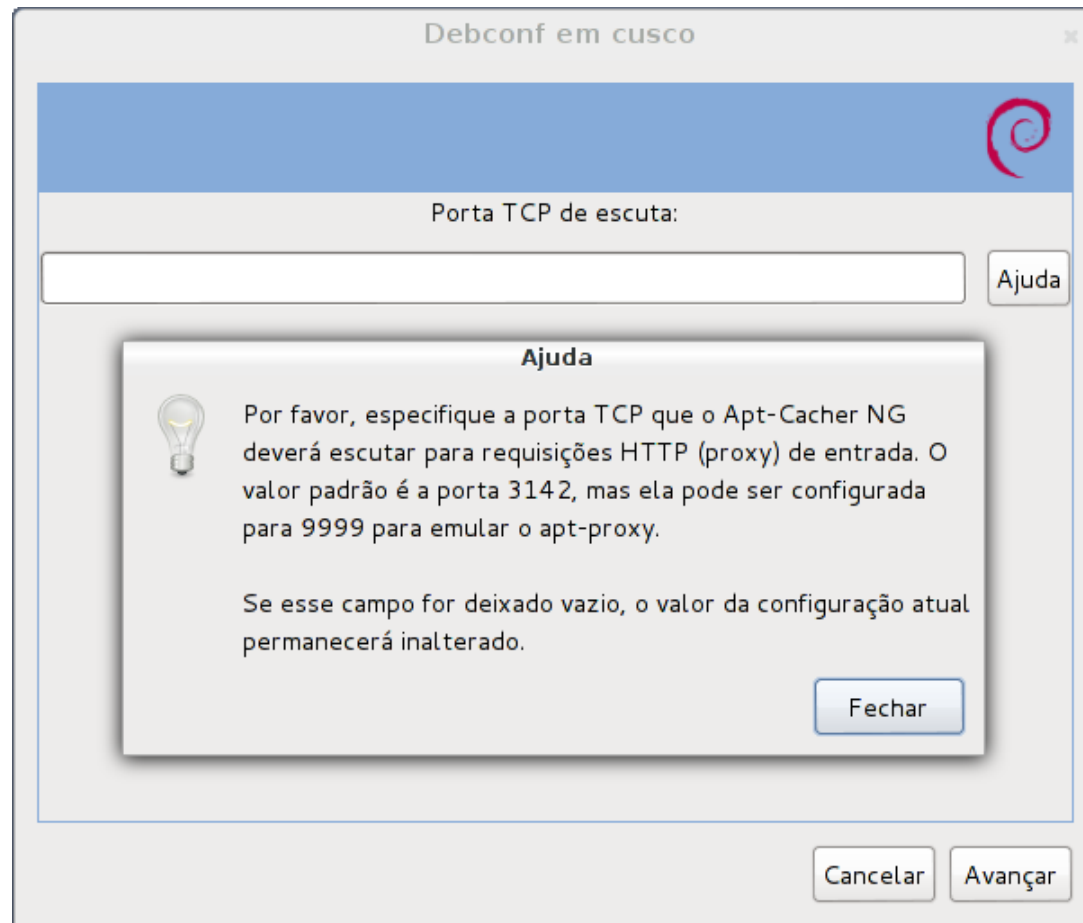 Debconf em cusco
Porta TCP de escuta:
Ajuda
Ajuda
Por favor, especifique a porta TCP que o Apt-Cacher NG
deverá escutar para requisições HTTP (proxy) de entrada. O
valor padrão é a porta 3142, mas ela pode ser configurada
para 9999 para emular o apt-proxy.
Se esse campo for deixado vazio, o valor da configuração atual
permanecerá inalterado.
Fechar
Cancelar
Avançar